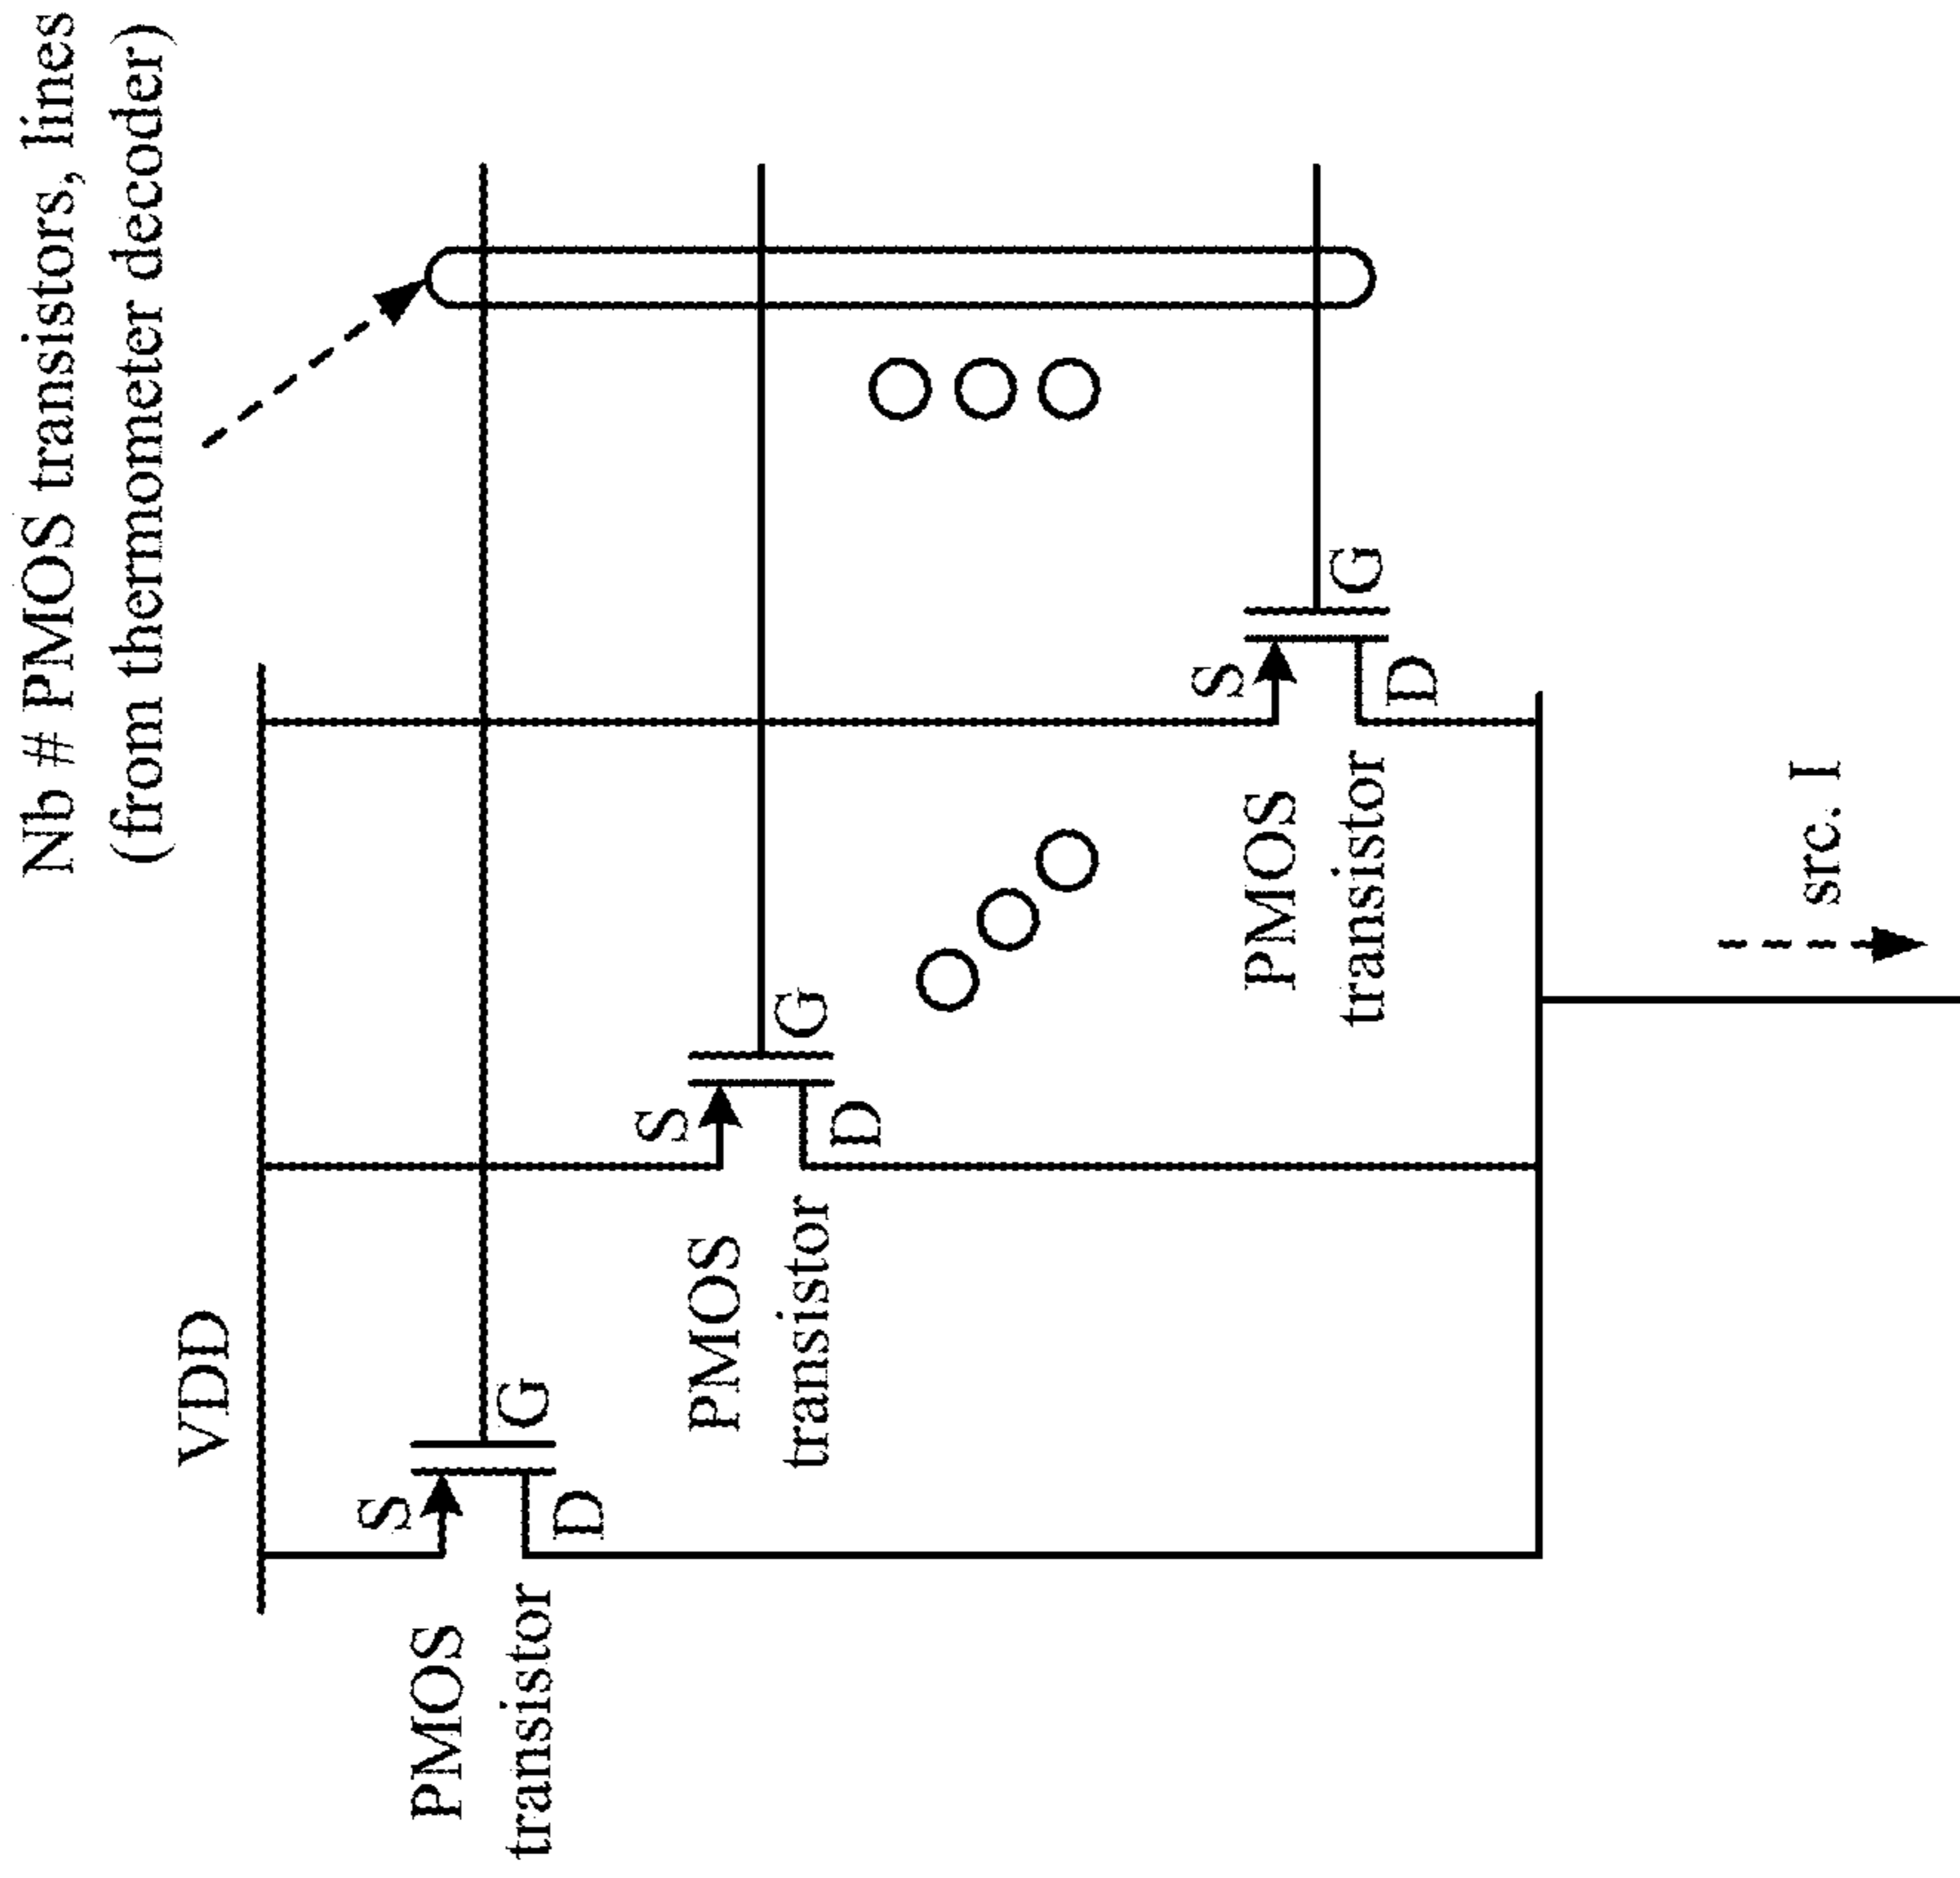 Nb # PMOS transistors, lines
(from thermometer decoder)
VDD
S
G
D
PMOS
transistor
S
G
D
PMOS
transistor
S
G
D
PMOS
transistor
src. I